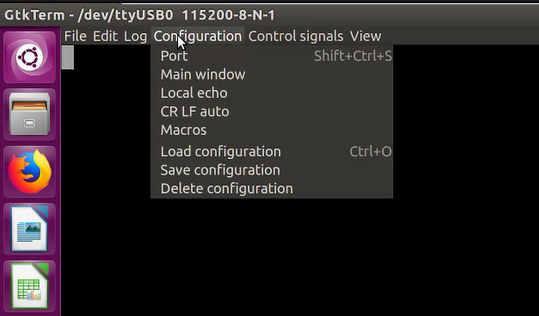 GtkTerm - /dev/ttyUSB0 115200-8-N-1
File Edit Log Configuration Control signals View
Port Shift+Ctrl+S
Main window
Local echo
CR LF auto
Macros
Load configuration Ctrl+O
Save configuration
Delete configuration